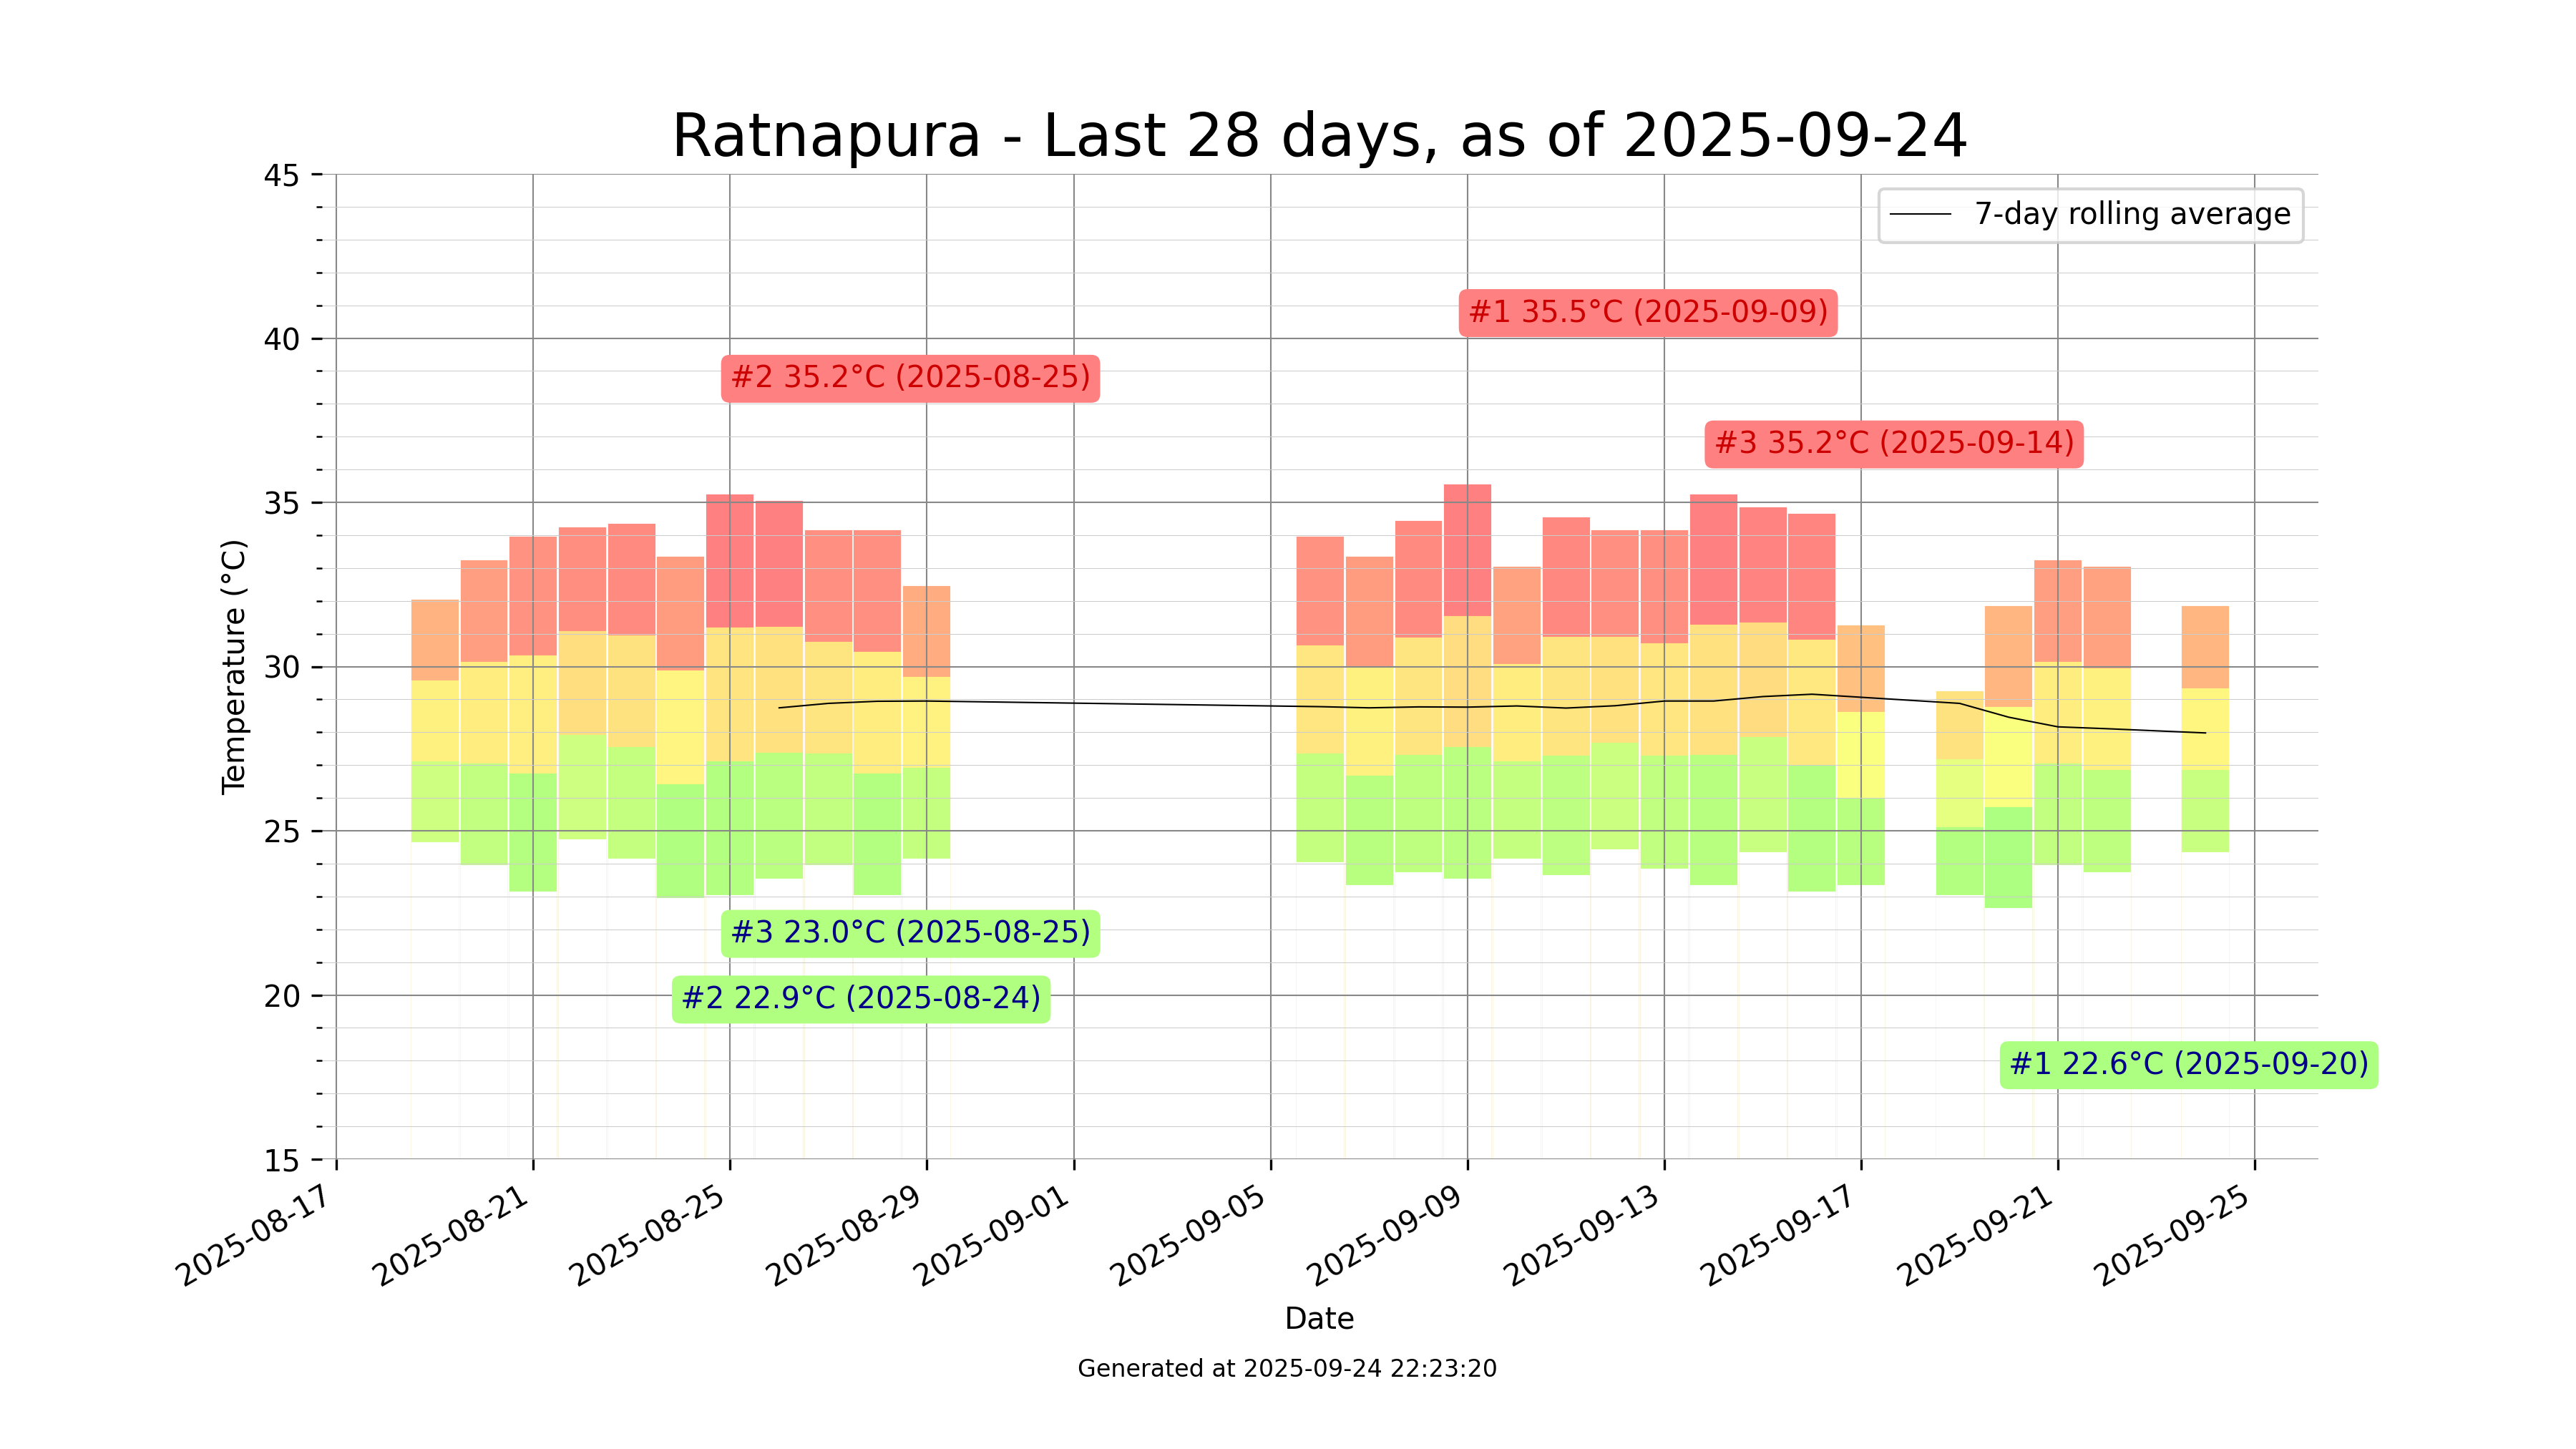 Ratnapura - Last 28 days, as of 2025-09-24
45
7-day rolling average
#1 35.5°C (2025-09-09)
40
#2 35.2°C (2025-08-25)
#3 35.2°C (2025-09-14)
35
Temperature (°C)
30
25
#3 23.0°C (2025-08-25)
20
#2 22.9°C (2025-08-24)
#1 22.6°C (2025-09-20)
15
2025-08-17
2025-08-21
2025-08-25
2025-08-29
2025-09-01
2025-09-05
2025-09-09
2025-09-13
2025-09-17
2025-09-21
2025-09-25
Date
Generated at 2025-09-24 22:23:20